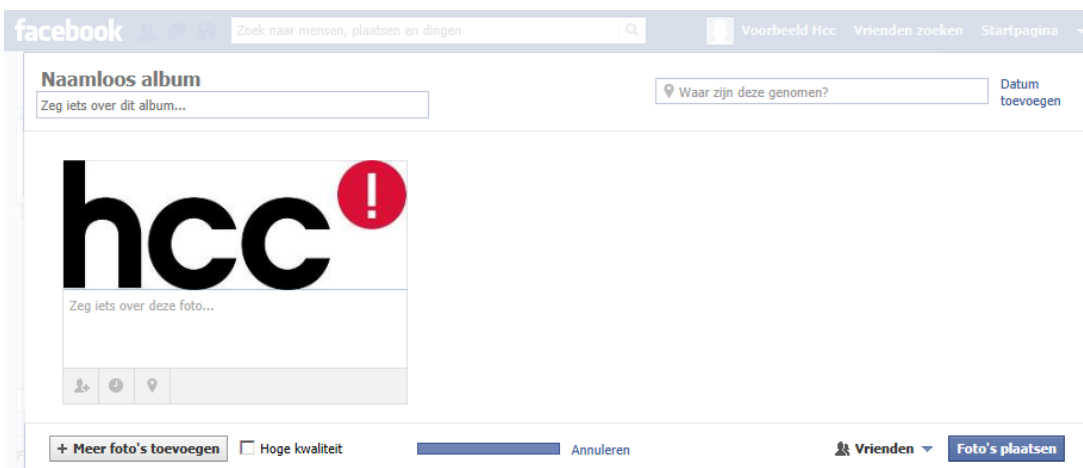 facebook Zoek naar mensen, plaatsen en dingen Voorbeeld Hcc Vrienden zoeken Startpagina
Naamloos album
Zeg iets over dit album...
Waar zijn deze genomen?
Datum
toevoegen
hcc!
Zeg iets over deze foto...
+ Meer foto's toevoegen Hoge kwaliteit Annuleren Vrienden Foto's plaatsen